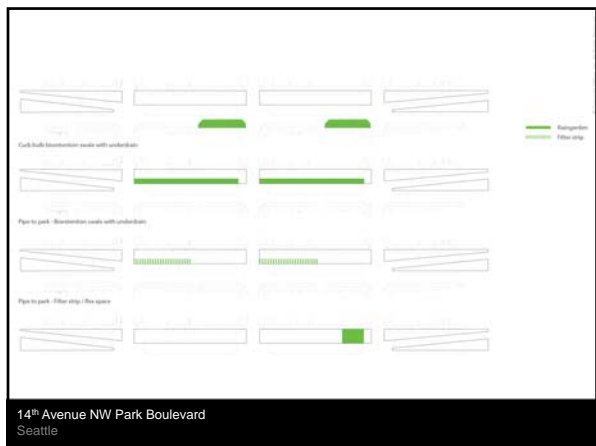 Raingarden
Filter strip
Curb bulb bioretention swale with underdrain
Pipe to park - Bioretention swale with underdrain
Pipe to park - Filter strip / flex space
14th Avenue NW Park Boulevard
Seattle